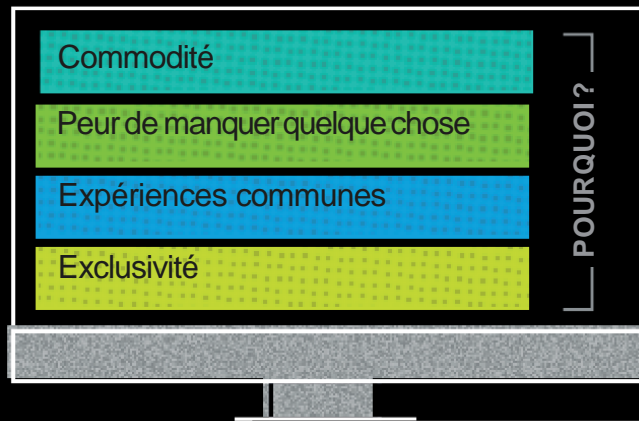 Commodité
Peur de manquer quelque chose
Expériences communes
Exclusivité
POURQUOI?